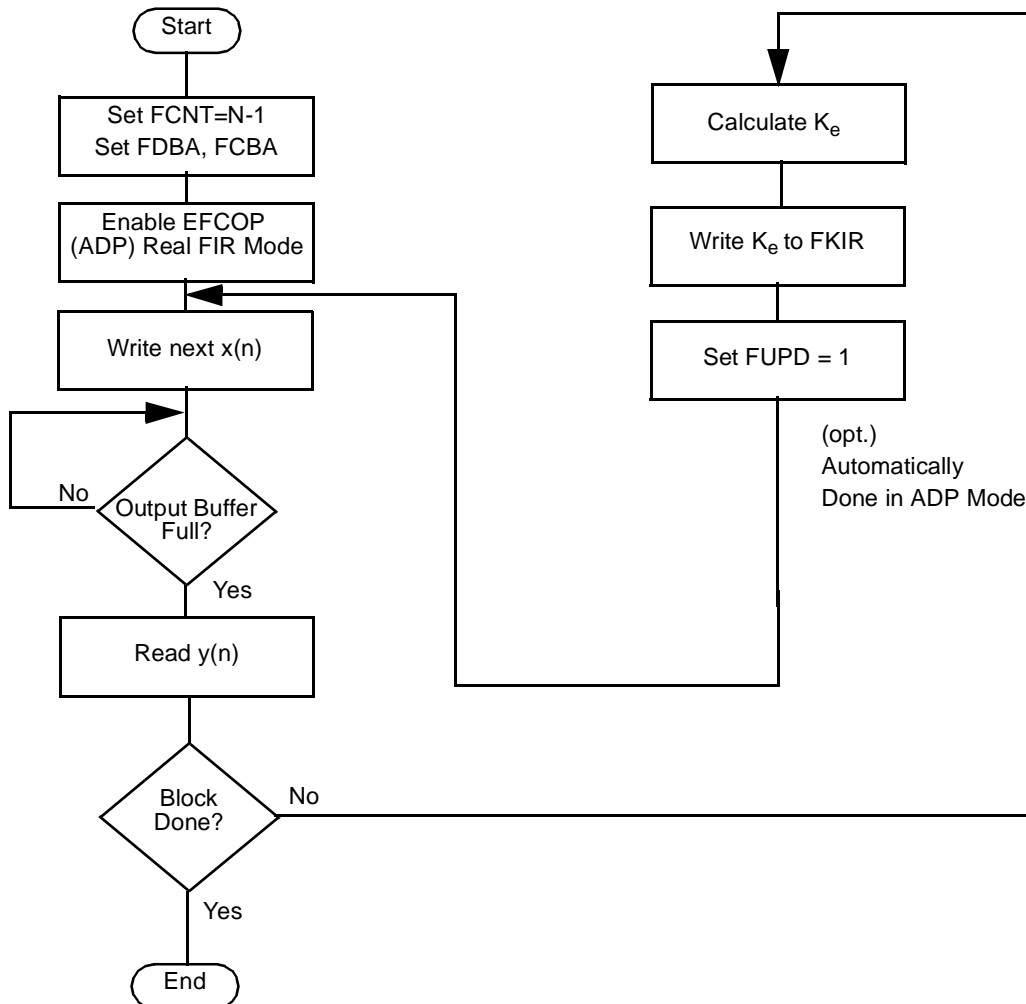 Start
Set FCNT=N-1
Set FDBA, FCBA
Enable EFCOP
(ADP) Real FIR Mode
Write next x(n)
No
Output Buffer
Full?
Yes
Read y(n)
Block
Done?
No
Yes
End
Calculate Ke
Write Ke to FKIR
Set FUPD = 1
(opt.)
Automatically
Done in ADP Mode